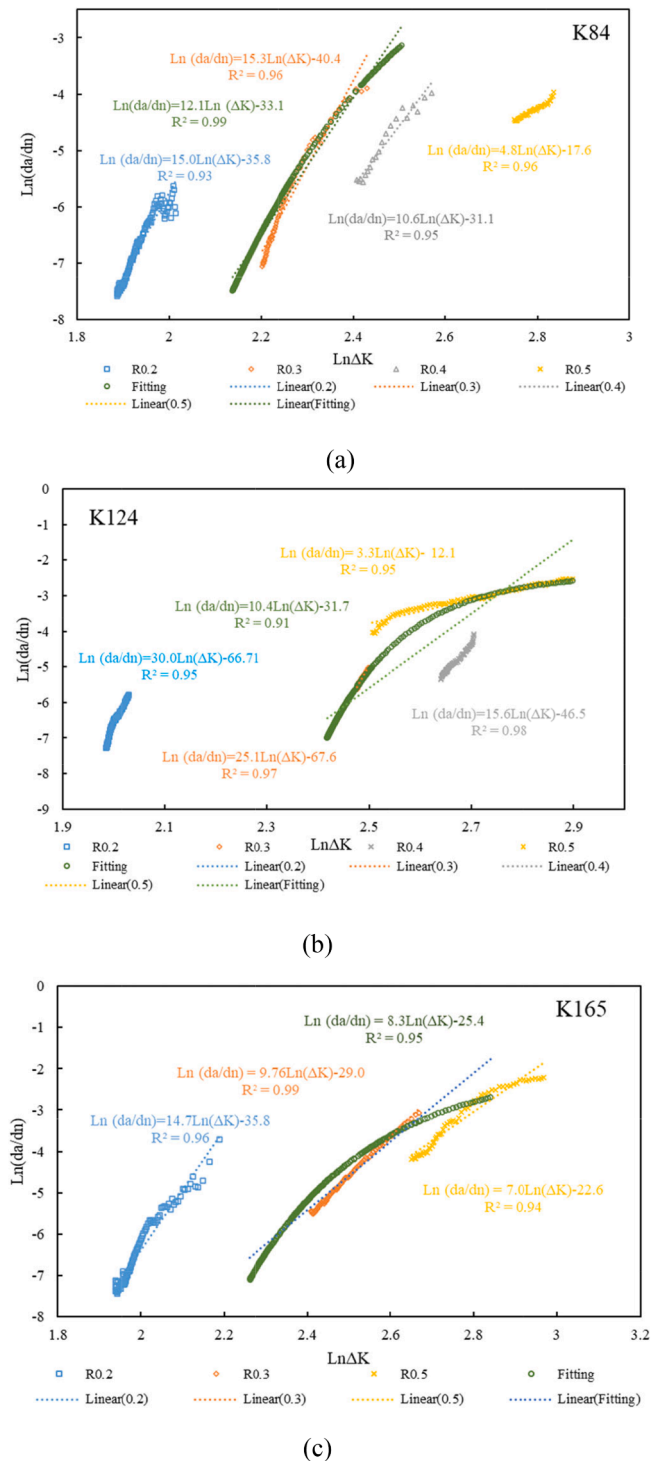 K84
Ln (da/dn)=15.3Ln(ΔK)-40.4
R² = 0.96
Ln(da/dn)=12.1Ln (ΔK)-33.1
R² = 0.99
Ln (da/dn)=15.0Ln(ΔK)-35.8
R² = 0.93
Ln (da/dn)=4.8Ln(ΔK)-17.6
R² = 0.96
Ln(da/dn)=10.6Ln(ΔK)-31.1
R² = 0.95
Ln(da/dn)
-3
-4
-5
-6
-7
-8
1.8 2 2.2 2.4 2.6 2.8 3
LnΔK
R0.2 R0.3 R0.4 R0.5
Fitting Linear(0.2) Linear(0.3) Linear(0.4)
Linear(0.5) Linear(Fitting)
(a)
K124
Ln (da/dn)= 3.3Ln(ΔK)- 12.1
R² = 0.95
Ln (da/dn)=10.4Ln(ΔK)-31.7
R² = 0.91
Ln (da/dn)=30.0Ln(ΔK)-66.71
R² = 0.95
Ln (da/dn)=15.6Ln(ΔK)-46.5
R² = 0.98
Ln (da/dn)=25.1Ln(ΔK)-67.6
R² = 0.97
Ln(da/dn)
0
-1
-2
-3
-4
-5
-6
-7
-8
-9
1.9 2.1 2.3 2.5 2.7 2.9
LnΔK
R0.2 R0.3 R0.4 R0.5
Fitting Linear(0.2) Linear(0.3) Linear(0.4)
Linear(0.5) Linear(Fitting)
(b)
K165
Ln (da/dn) = 8.3Ln(ΔK)-25.4
R² = 0.95
Ln (da/dn) = 9.76Ln(ΔK)-29.0
R² = 0.99
Ln (da/dn)=14.7Ln(ΔK)-35.8
R² = 0.96
Ln (da/dn) = 7.0Ln(ΔK)-22.6
R² = 0.94
Ln(da/dn)
0
-1
-2
-3
-4
-5
-6
-7
-8
1.8 2 2.2 2.4 2.6 2.8 3 3.2
LnΔK
R0.2 R0.3 R0.5 Fitting
Linear(0.2) Linear(0.3) Linear(0.5) Linear(Fitting)
(c)